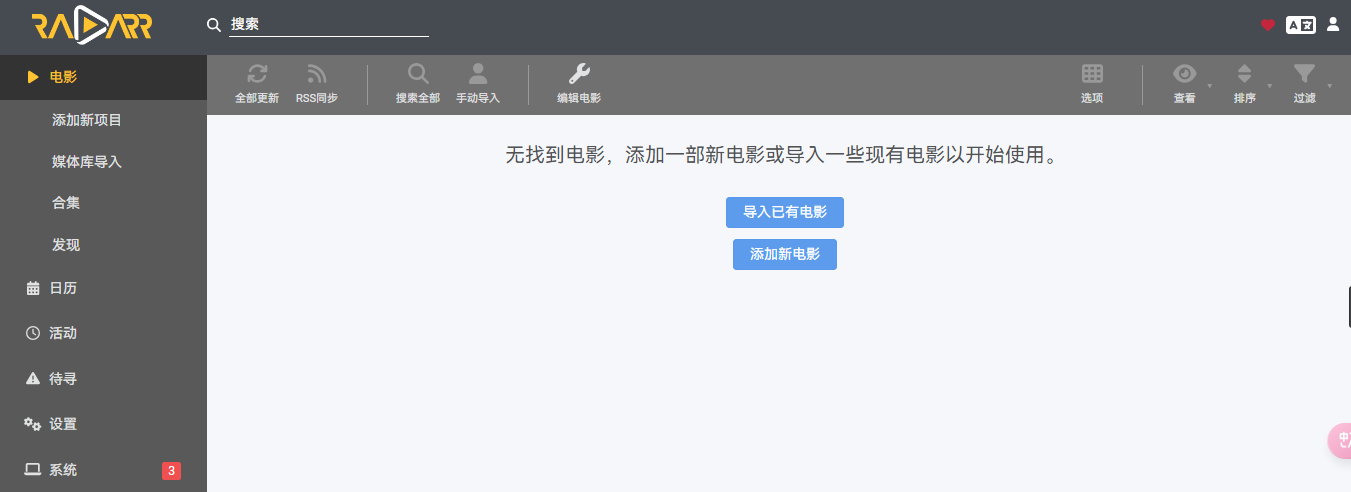 RADARR
搜索
A 文
电影
添加新项目
媒体库导入
合集
发现
日历
活动
待寻
设置
系统 3
全部更新 RSS同步 搜索全部 手动导入 编辑电影 选项 查看 排序 过滤
无找到电影，添加一部新电影或导入一些现有电影以开始使用。
导入已有电影
添加新电影